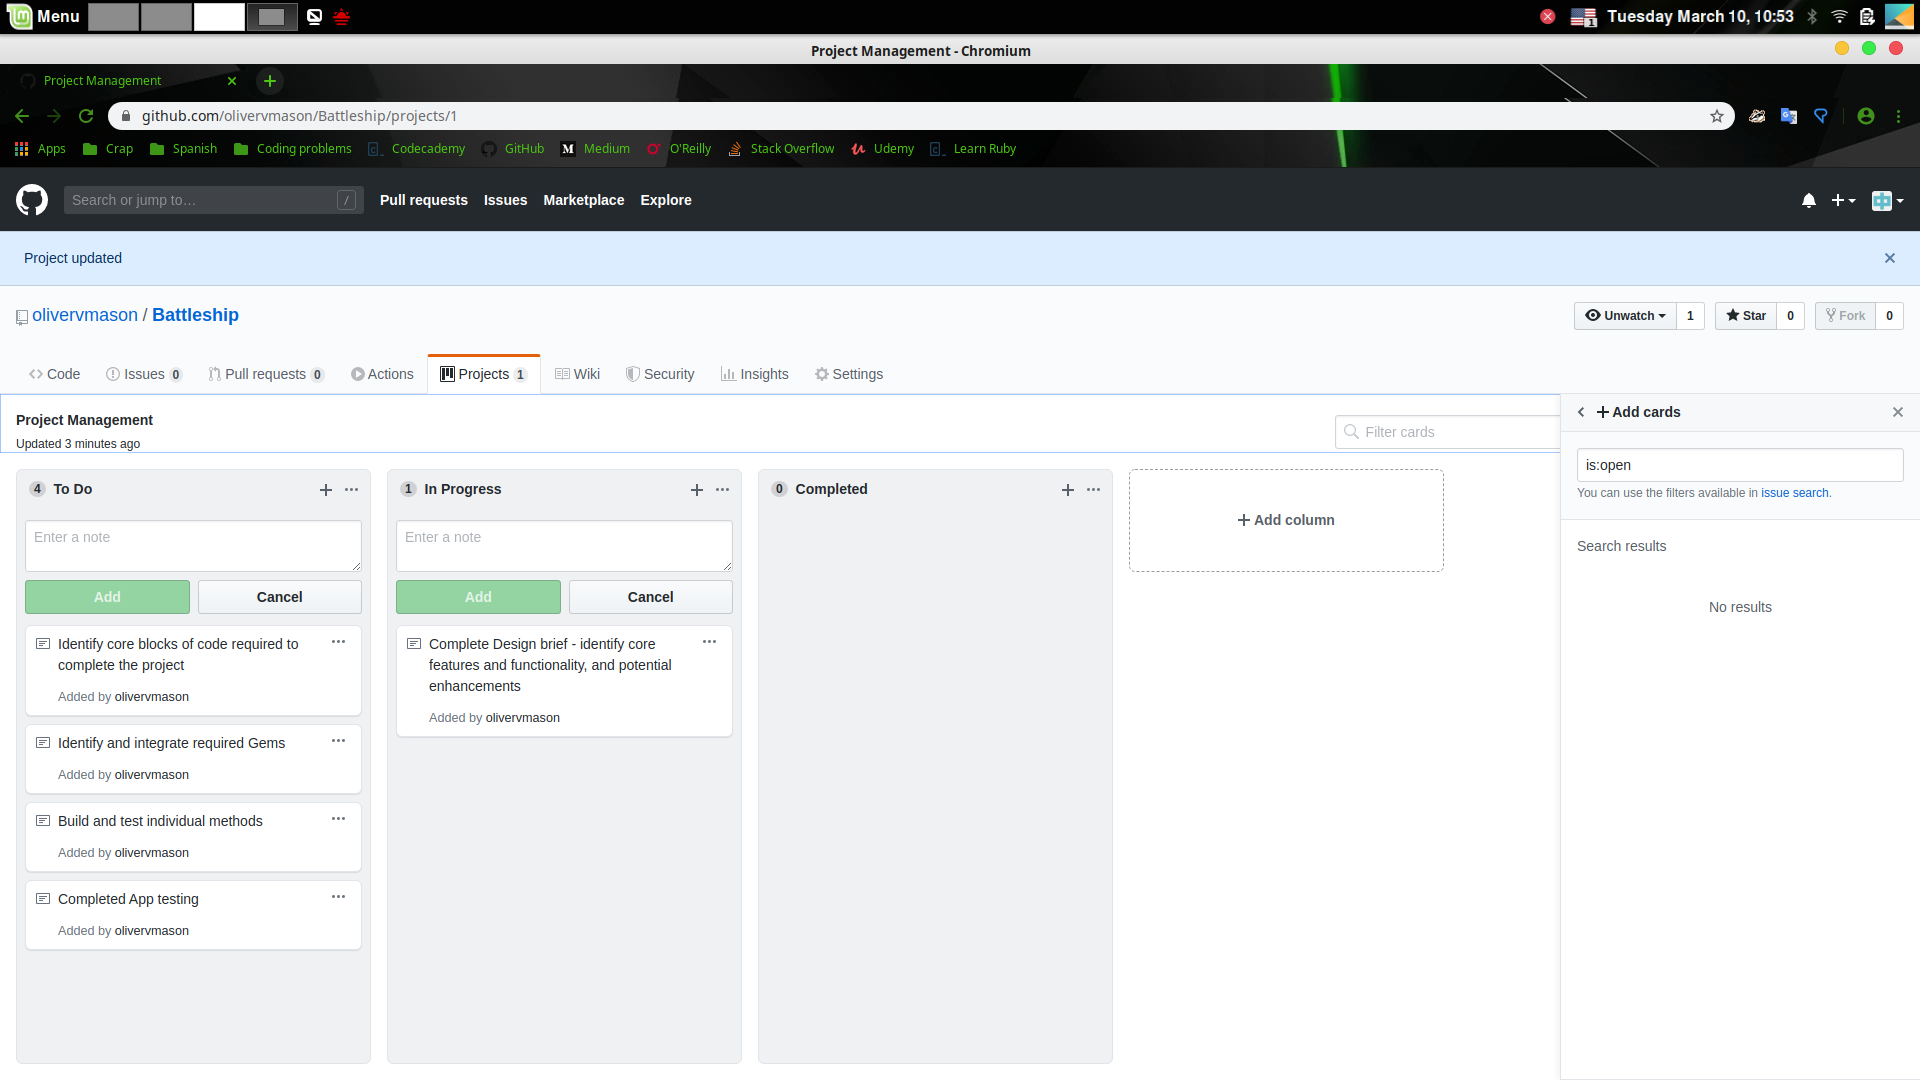 Menu
1
Tuesday March 10, 10:53
Project Management - Chromium
Project Management
github.com/olivervmason/Battleship/projects/1
Apps
Crap
Spanish
Coding problems
Codecademy
GitHub
Medium
O'Reilly
Stack Overflow
Udemy
Learn Ruby
Search or jump to…
/
Pull requests
Issues
Marketplace
Explore
Project updated
olivervmason / Battleship
Unwatch 1
Star 0
Fork 0
Code
Issues 0
Pull requests 0
Actions
Projects 1
Wiki
Security
Insights
Settings
Project Management
Updated 3 minutes ago
Filter cards
4 To Do
Enter a note
Add
Cancel
Identify core blocks of code required to
complete the project
Added by olivervmason
Identify and integrate required Gems
Added by olivervmason
Build and test individual methods
Added by olivervmason
Completed App testing
Added by olivervmason
1 In Progress
Enter a note
Add
Cancel
Complete Design brief - identify core
features and functionality, and potential
enhancements
Added by olivervmason
0 Completed
Add column
Add cards
is:open
You can use the filters available in issue search.
Search results
No results